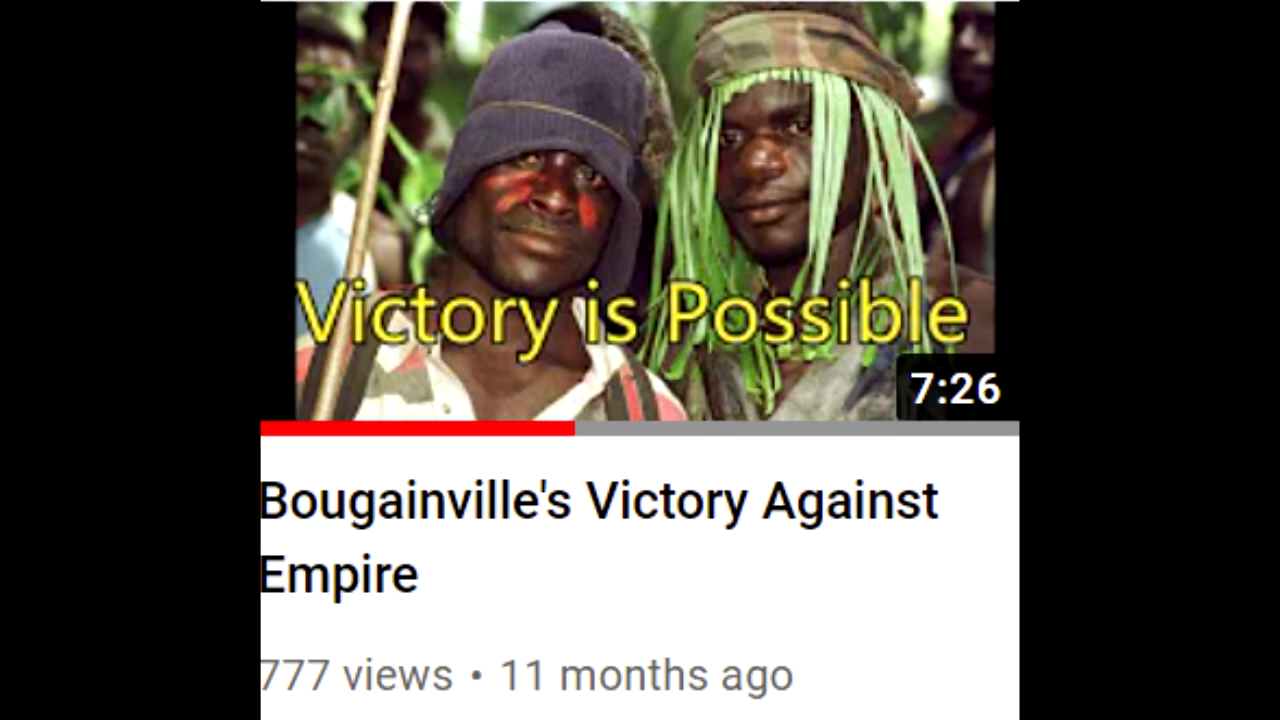 Victory is Possible
7:26
Bougainville's Victory Against
Empire
777 views • 11 months ago